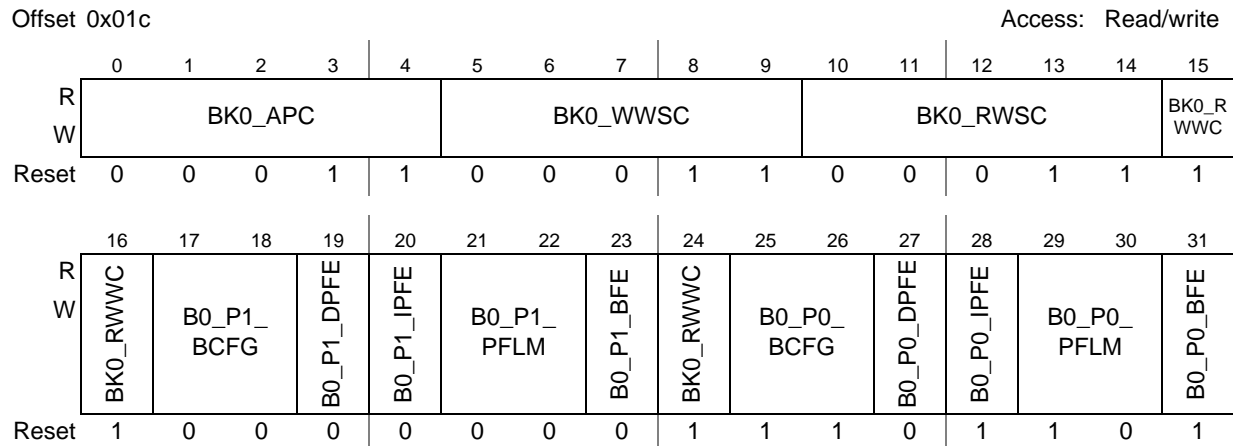 Offset 0x01c Access: Read/write
0 1 2 3 4 5 6 7 8 9 10 11 12 13 14 15
R
W
BK0_APC BK0_WWSC BK0_RWSC BK0_R
WWC
Reset 0 0 0 1 1 0 0 0 1 1 0 0 0 1 1 1
16 17 18 19 20 21 22 23 24 25 26 27 28 29 30 31
R
W
BK0_RWWC
B0_P1_
BCFG
B0_P1_DPFE
B0_P1_IPFE
B0_P1_
PFLM
B0_P1_BFE
BK0_RWWC
B0_P0_
BCFG
B0_P0_DPFE
B0_P0_IPFE
B0_P0_
PFLM
B0_P0_BFE
Reset 1 0 0 0 0 0 0 0 1 1 1 0 1 1 0 1